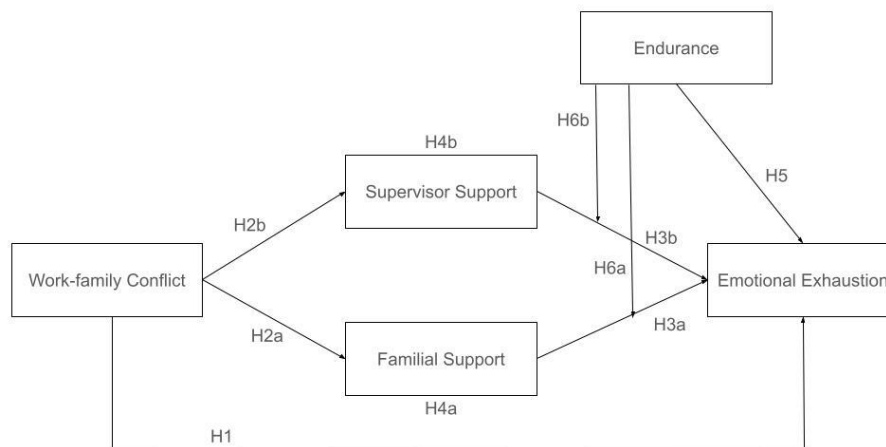 Endurance
H6b
H4b
Supervisor Support
H5
H2b
H3b
Work-family Conflict
H6a
Emotional Exhaustion
H3a
H2a
Familial Support
H4a
H1